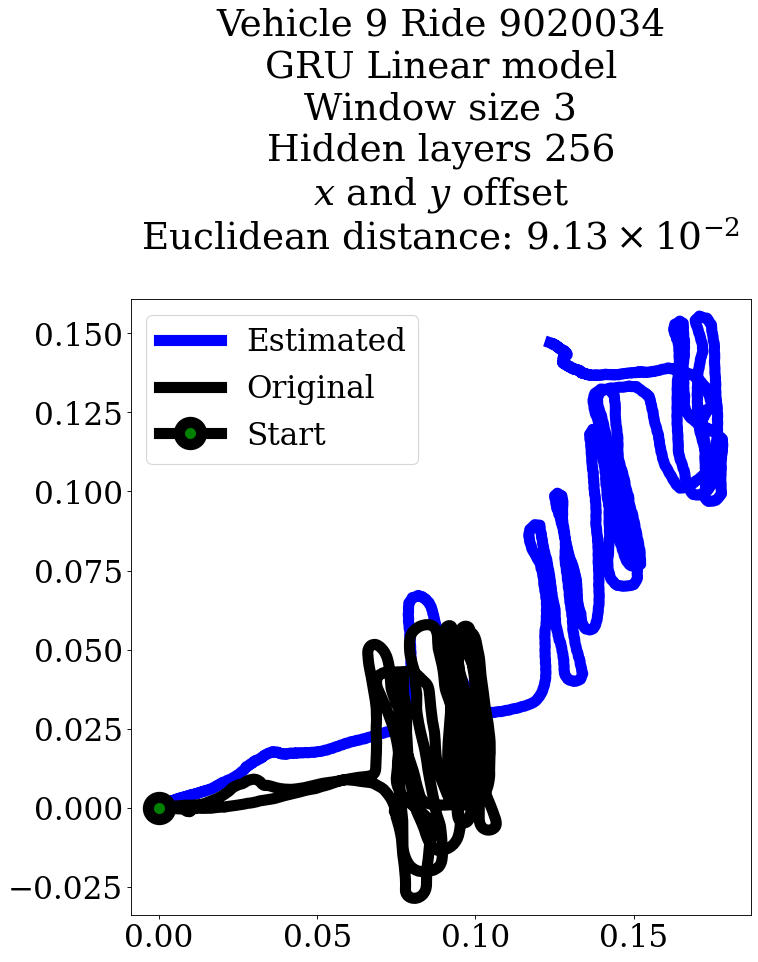 Vehicle 9 Ride 9020034
GRU Linear model
Window size 3
Hidden layers 256
x and y offset
Euclidean distance: 9.13 × 10⁻²
Estimated
Original
Start
0.150
0.125
0.100
0.075
0.050
0.025
0.000
−0.025
0.00 0.05 0.10 0.15